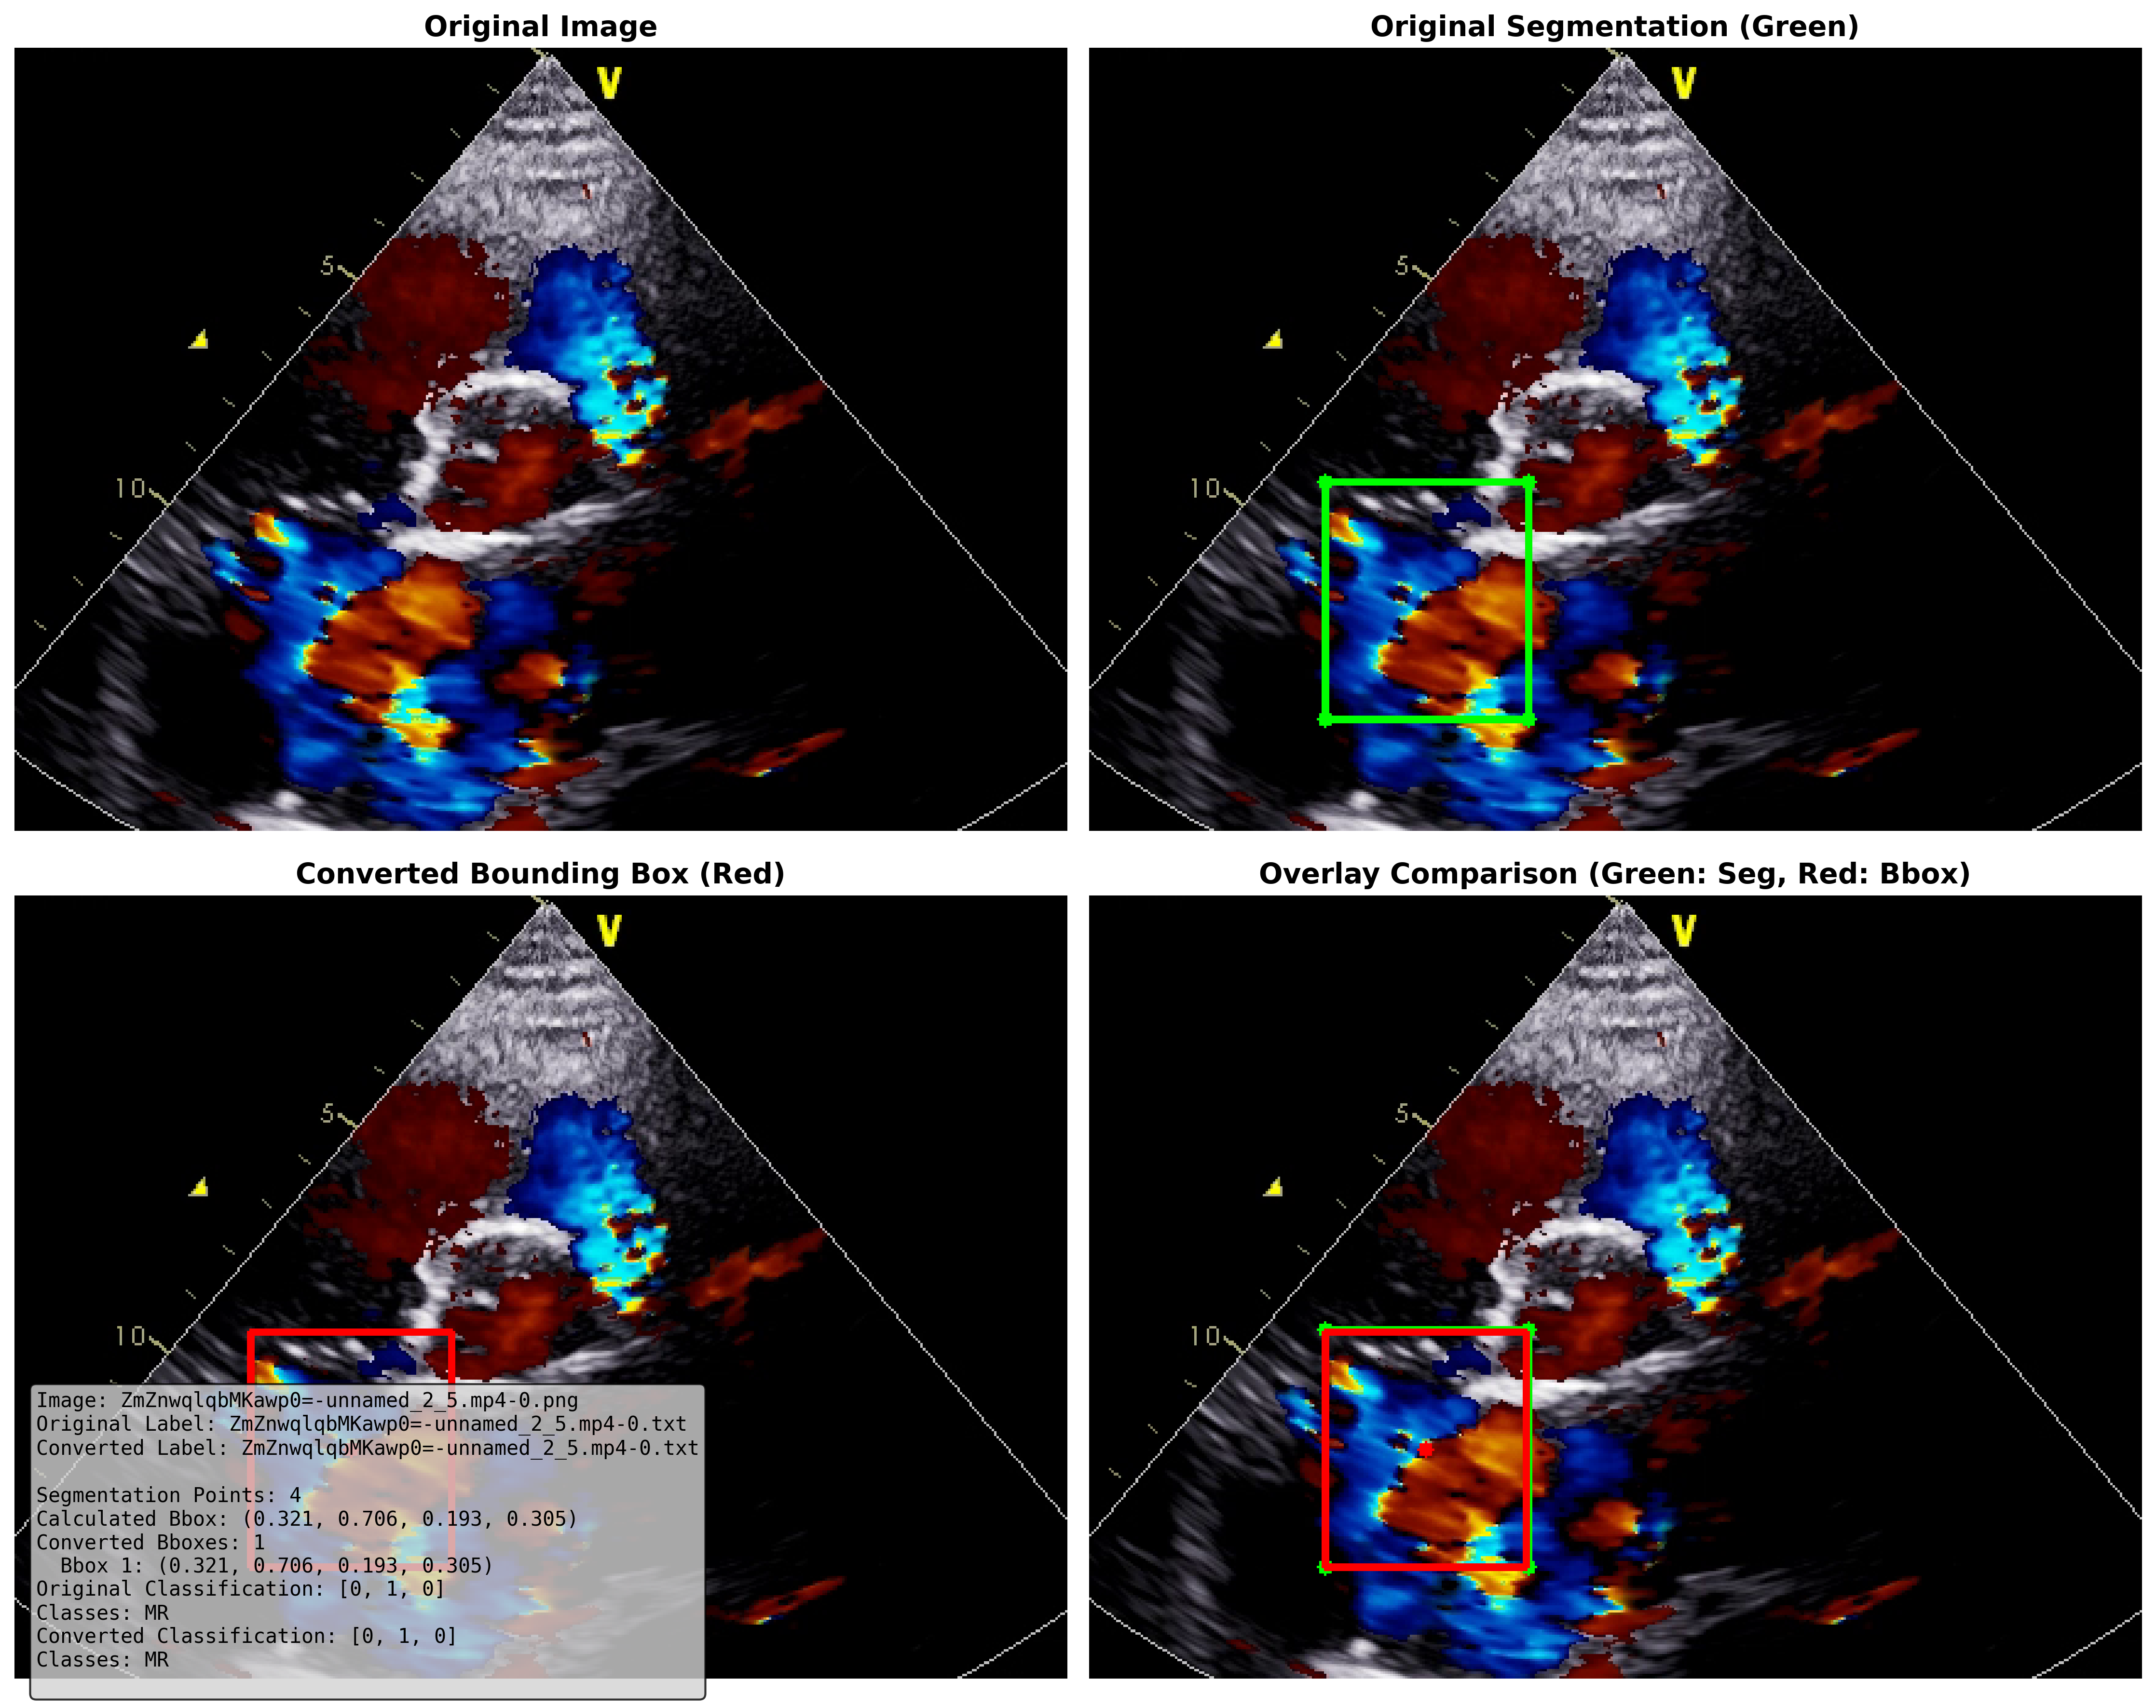 Original Image
Original Segmentation (Green)
V
5
10
V
5
10
Converted Bounding Box (Red)
Overlay Comparison (Green: Seg, Red: Bbox)
V
5
10
V
5
10
Image: ZmZnwqlqbMKawp0=-unnamed_2_5.mp4-0.png
Original Label: ZmZnwqlqbMKawp0=-unnamed_2_5.mp4-0.txt
Converted Label: ZmZnwqlqbMKawp0=-unnamed_2_5.mp4-0.txt
Segmentation Points: 4
Calculated Bbox: (0.321, 0.706, 0.193, 0.305)
Converted Bboxes: 1
Bbox 1: (0.321, 0.706, 0.193, 0.305)
Original Classification: [0, 1, 0]
Classes: MR
Converted Classification: [0, 1, 0]
Classes: MR